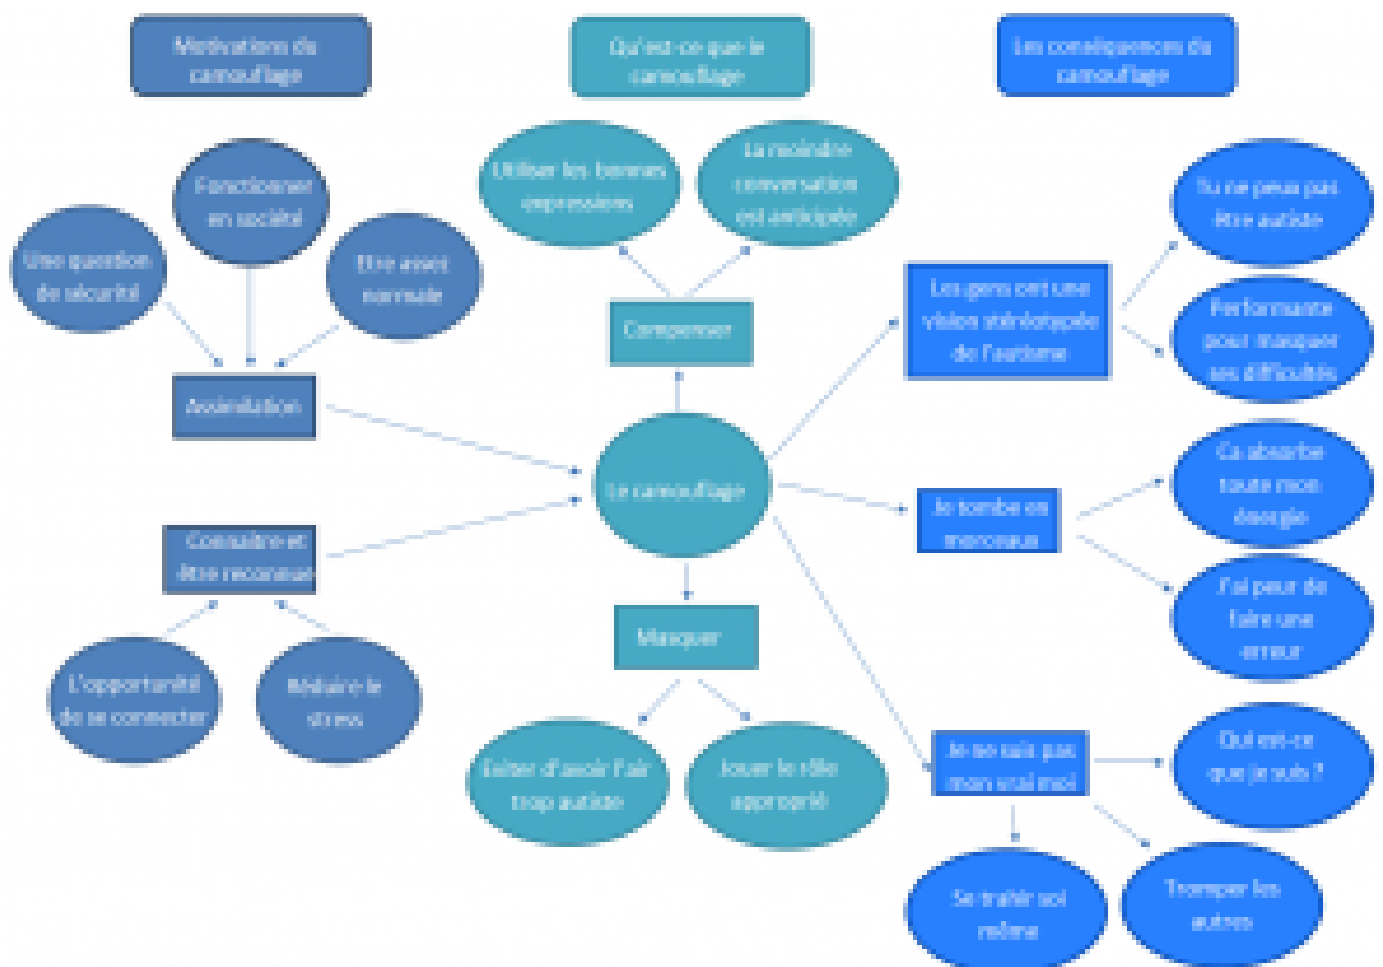 Motivations du
camouflage
Qu'est-ce que le
camouflage
Les conséquences du
camouflage
Fonctionner
en société
Une question
de sécurité
Etre assez
normale
Assimilation
Connaitre et
être reconnue
L'opportunité
de se connecter
Réduire le
stress
Utiliser les bonnes
expressions
La moindre
conversation
est anticipée
Compenser
Le camouflage
Masquer
d'avoir l'air
trop autiste
Jouer le rôle
approprié
Les gens ont une
vision stéréotypée
de l'autisme
Tu ne peux pas
être autiste
Performante
pour masquer
ses difficultés
Je tombe en
morceaux
Ca absorbe
toute mon
énergie
J'ai peur de
faire une
erreur
Je ne suis pas
mon vrai moi
Qui est-ce
que je suis ?
Se trahir soi
même
Tromper les
autres